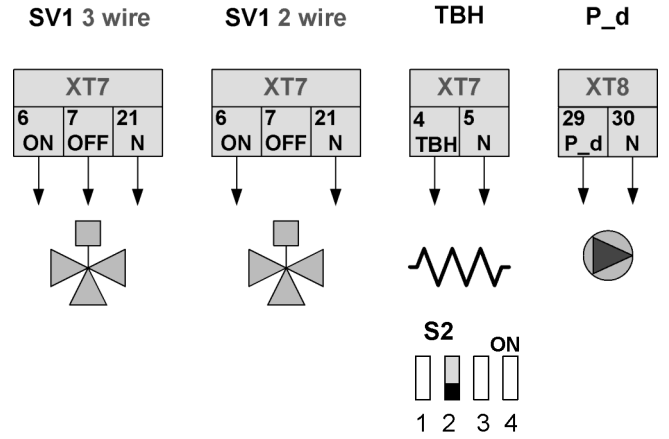 SV1 3 wire SV1 2 wire TBH P_d
XT7 XT7 XT7 XT8
6 7 21 6 7 21 4 5 29 30
ON OFF N ON OFF N TBH N P_d N
S2
ON
1 2 3 4